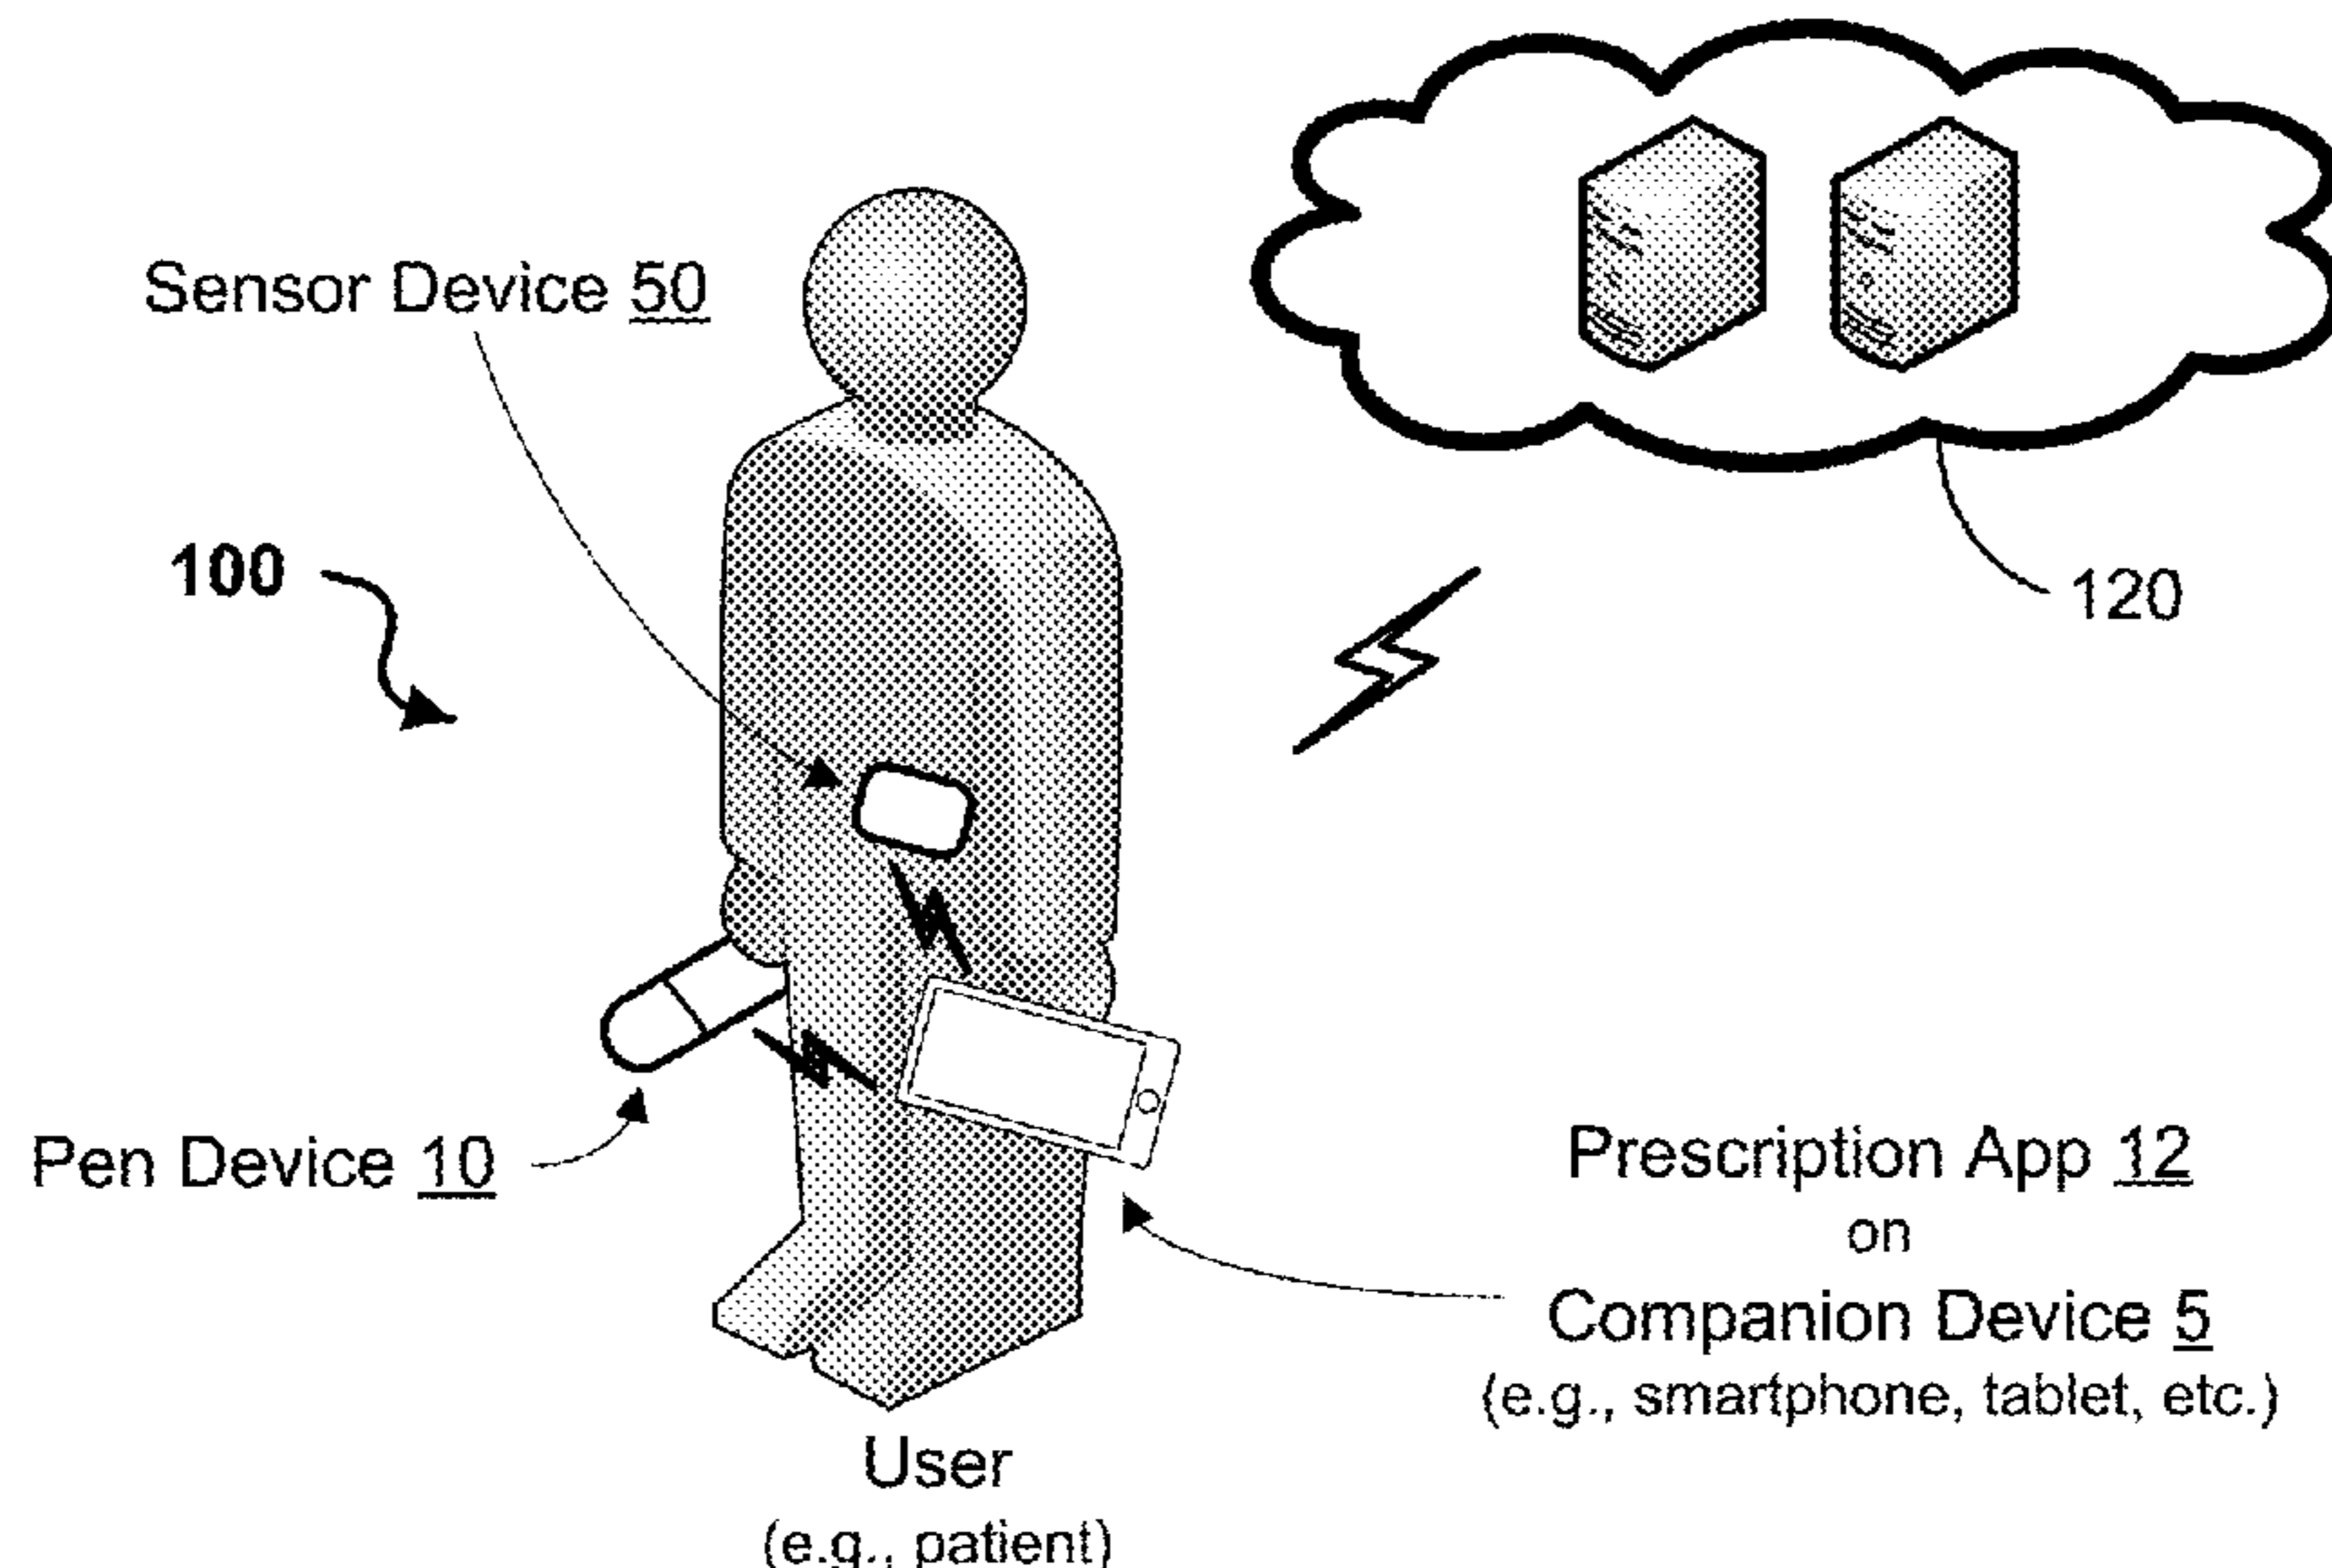 Sensor Device 50
100
120
Pen Device 10
Prescription App 12
on
Companion Device 5
(e.g., smartphone, tablet, etc.)
User
(e.g., patient)